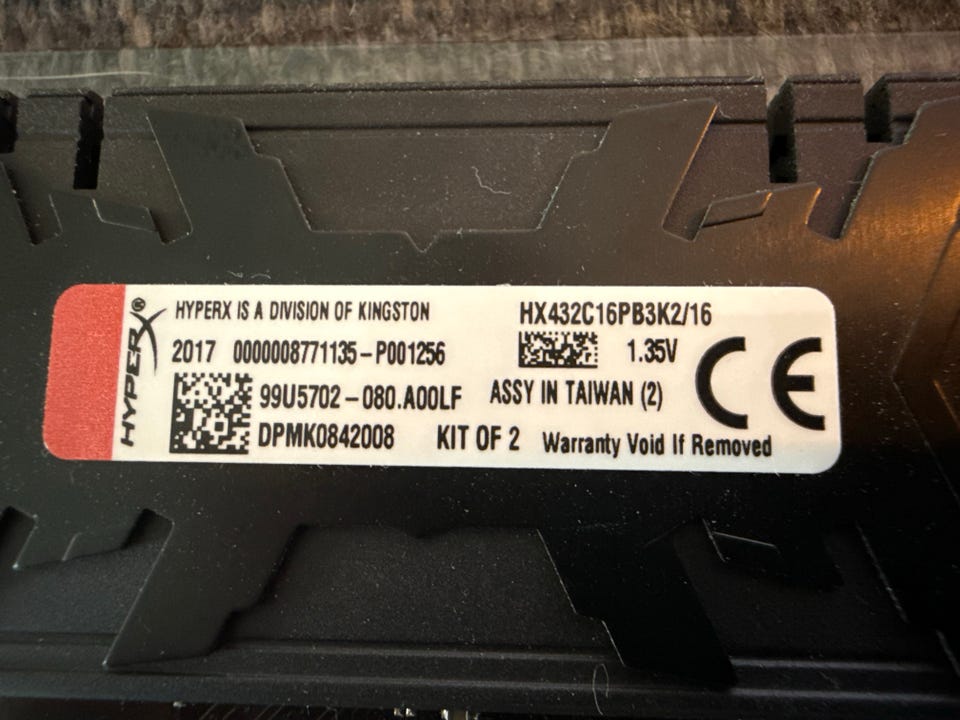 HYPERX®
HYPERX IS A DIVISION OF KINGSTON
HX432C16PB3K2/16
2017 0000008771135-P001256
1.35V
99U5702-080.A00LF
ASSY IN TAIWAN (2)
DPMK0842008
KIT OF 2
Warranty Void If Removed
CE